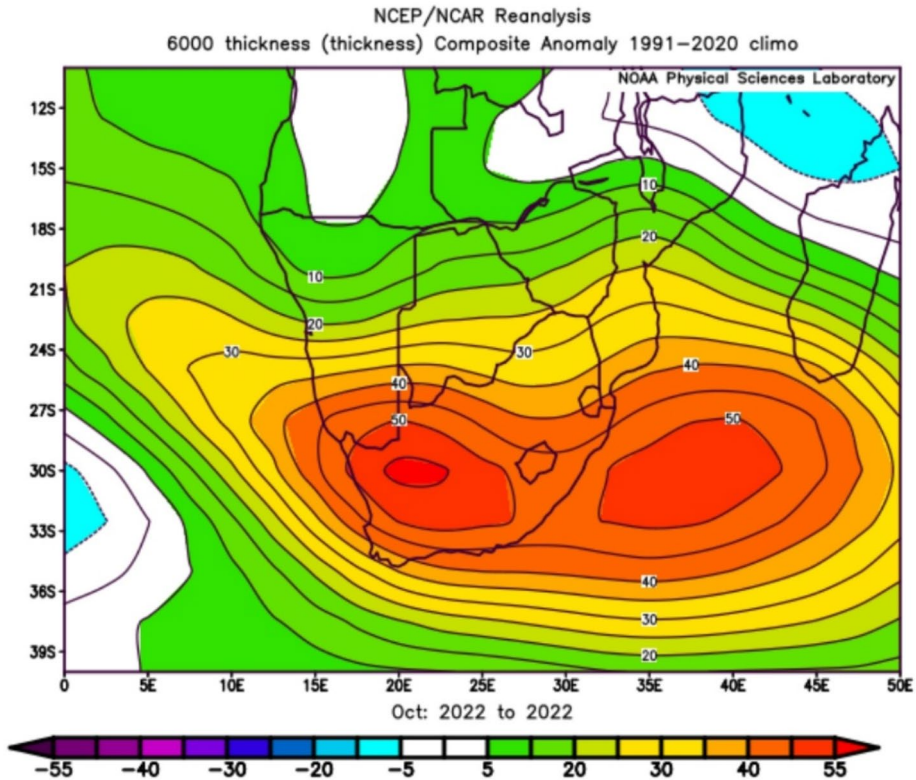 NCEP/NCAR Reanalysis
6000 thickness (thickness) Composite Anomaly 1991−2020 climo
NOAA Physical Sciences Laboratory
12S
15S
10
18S
20
10
21S
20
24S
30
30
40
40
27S
50
50
30S
33S
36S
40
30
39S
20
0 5E 10E 15E 20E 25E 30E 35E 40E 45E 50E
Oct: 2022 to 2022
−55 −40 −30 −20 −5 5 20 30 40 55